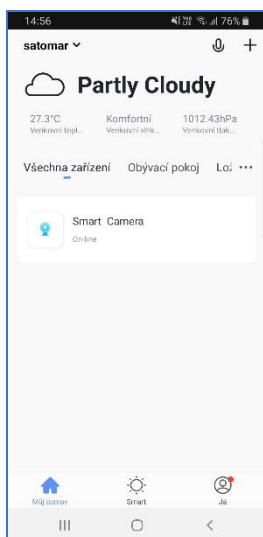 14:56 76%
satomar
Partly Cloudy
27.3°C Komfortní 1012.43hPa
Venkovní tepl... Venkovní vlhk... Venkovní tlak...
Všechna zařízení Obývací pokoj Lož
Smart Camera
On-line
Můj domov Smart Já